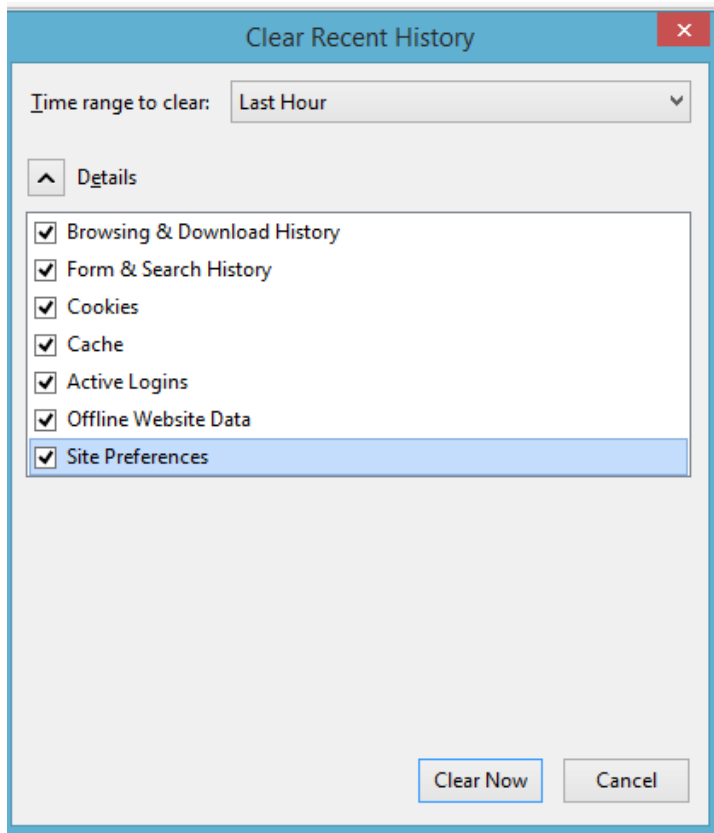 Clear Recent History
Time range to clear: Last Hour
Details
Browsing & Download History
Form & Search History
Cookies
Cache
Active Logins
Offline Website Data
Site Preferences
Clear Now Cancel